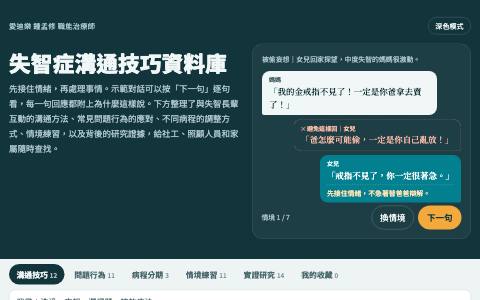 愛迪樂 鍾孟修 職能治療師
深色模式
失智症溝通技巧資料庫
先接住情緒，再處理事情。示範對話可以按「下一句」逐句
看，每一句回應都附上為什麼這樣說。下方整理了與失智長輩
互動的溝通方法、常見問題行為的應對、不同病程的調整方
式、情境練習，以及背後的研究證據，給社工、照顧人員和家
屬隨時查找。
被偷妄想｜女兒回家探望，中度失智的媽媽很激動。
媽媽
「我的金戒指不見了！一定是你爸拿去賣
了！」
×避免這樣回｜女兒
「爸怎麼可能偷，一定是你自己亂放！」
女兒
「戒指不見了，你一定很著急。」
先接住情緒，不急著替爸爸辯解。
情境 1 / 7
換情境
下一句
溝通技巧 12
問題行為 11
病程分期 3
情境練習 11
實證研究 14
我的收藏 0